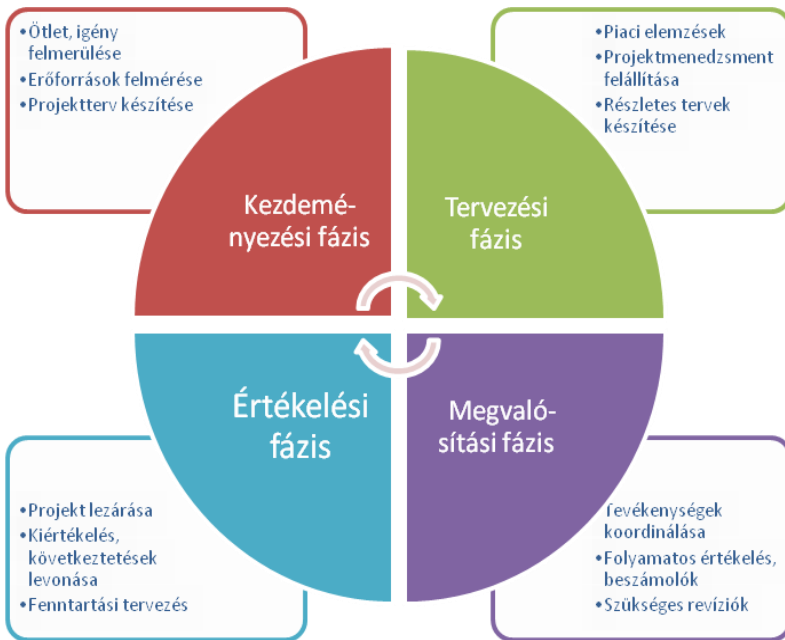 •Ötlet, igény
felmerülése
•Erőforrások felmérése
•Projektterv készítése
•Piaci elemzések
•Projektmenedzsment
felállítása
•Részletes tervek
készítése
Kezdemé-
nyezési fázis
Tervezési
fázis
Értékelési
fázis
Megvaló-
sítási fázis
•Projekt lezárása
•Kiértékelés,
következtetések
levonása
•Fenntartási tervezés
Tevékenységek
koordinálása
•Folyamatos értékelés,
beszámolók
•Szükséges revíziók